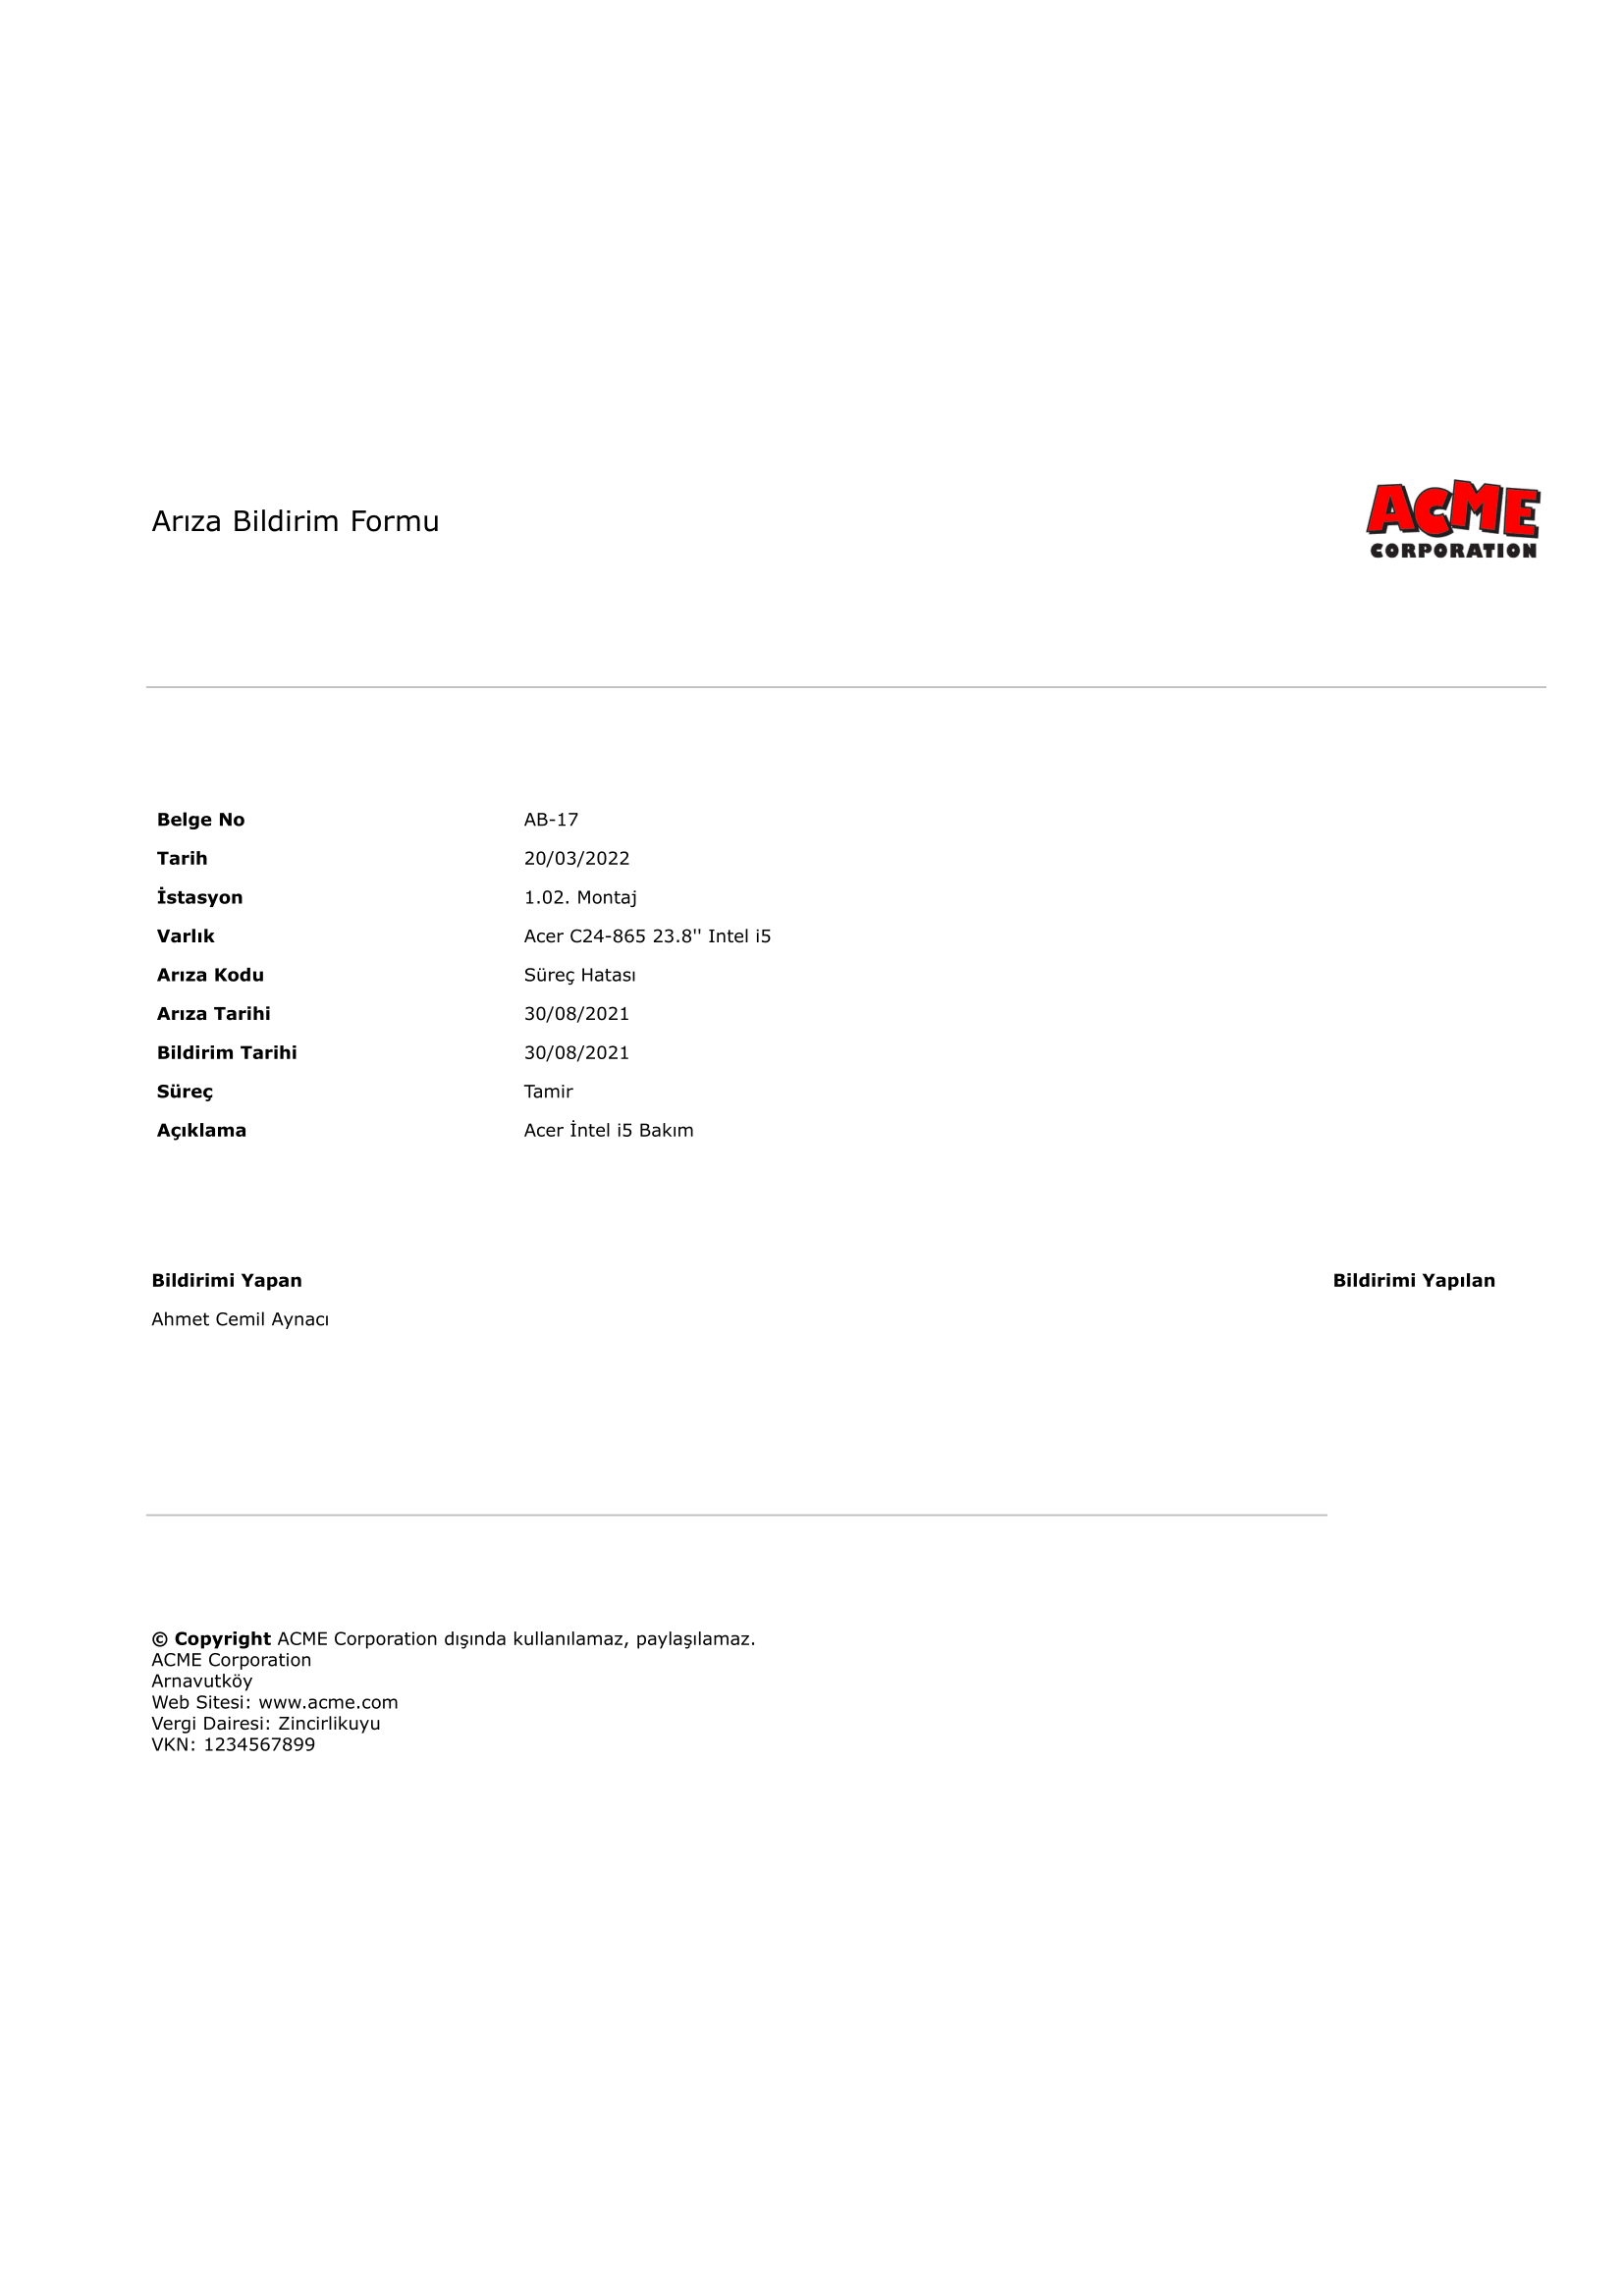 Arıza Bildirim Formu
ACME
CORPORATION
Belge No AB-17
Tarih 20/03/2022
İstasyon 1.02. Montaj
Varlık Acer C24-865 23.8'' Intel i5
Arıza Kodu Süreç Hatası
Arıza Tarihi 30/08/2021
Bildirim Tarihi 30/08/2021
Süreç Tamir
Açıklama Acer İntel i5 Bakım
Bildirimi Yapan Bildirimi Yapılan
Ahmet Cemil Aynacı
© Copyright ACME Corporation dışında kullanılamaz, paylaşılamaz.
ACME Corporation
Arnavutköy
Web Sitesi: www.acme.com
Vergi Dairesi: Zincirlikuyu
VKN: 1234567899